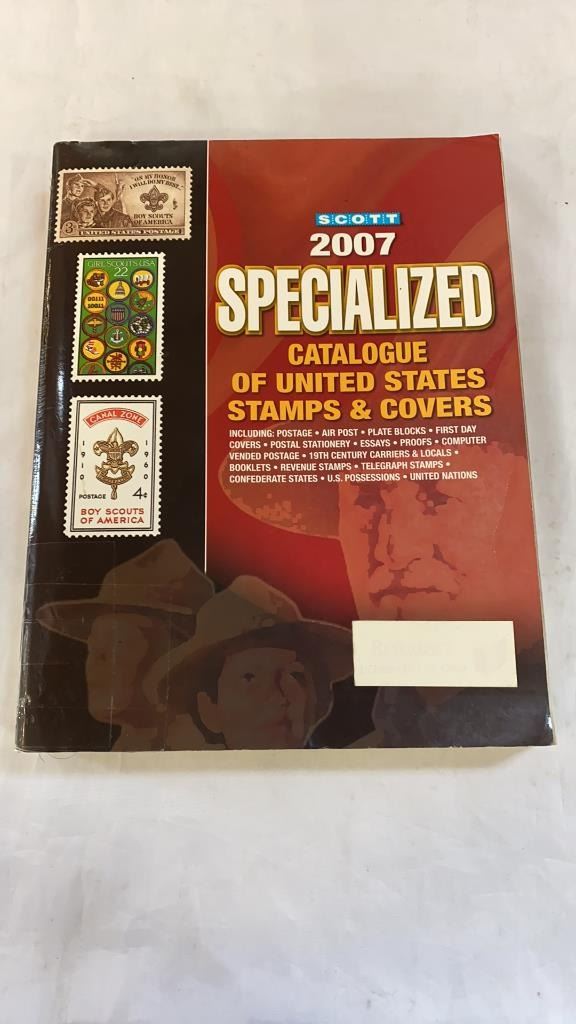 "ON MY HONOR
I WILL DO MY BEST..."
BOY SCOUTS
OF AMERICA
3¢
UNITED STATES POSTAGE
GIRL SCOUTS USA
22
CANAL ZONE
1910
1960
POSTAGE 4¢
BOY SCOUTS
OF AMERICA
SCOTT
2007
SPECIALIZED
CATALOGUE
OF UNITED STATES
STAMPS & COVERS
INCLUDING: POSTAGE • AIR POST • PLATE BLOCKS • FIRST DAY
COVERS • POSTAL STATIONERY • ESSAYS • PROOFS • COMPUTER
VENDED POSTAGE • 19TH CENTURY CARRIERS & LOCALS •
BOOKLETS • REVENUE STAMPS • TELEGRAPH STAMPS •
CONFEDERATE STATES • U.S. POSSESSIONS • UNITED NATIONS